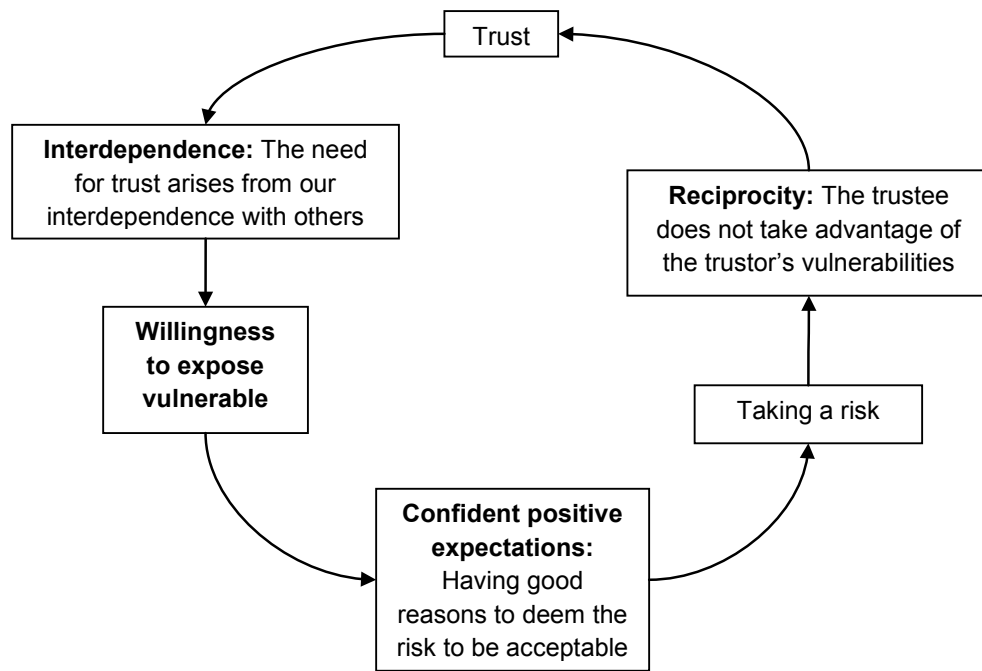 Trust
Interdependence: The need
for trust arises from our
interdependence with others
Willingness
to expose
vulnerable
Confident positive
expectations:
Having good
reasons to deem the
risk to be acceptable
Taking a risk
Reciprocity: The trustee
does not take advantage of
the trustor’s vulnerabilities